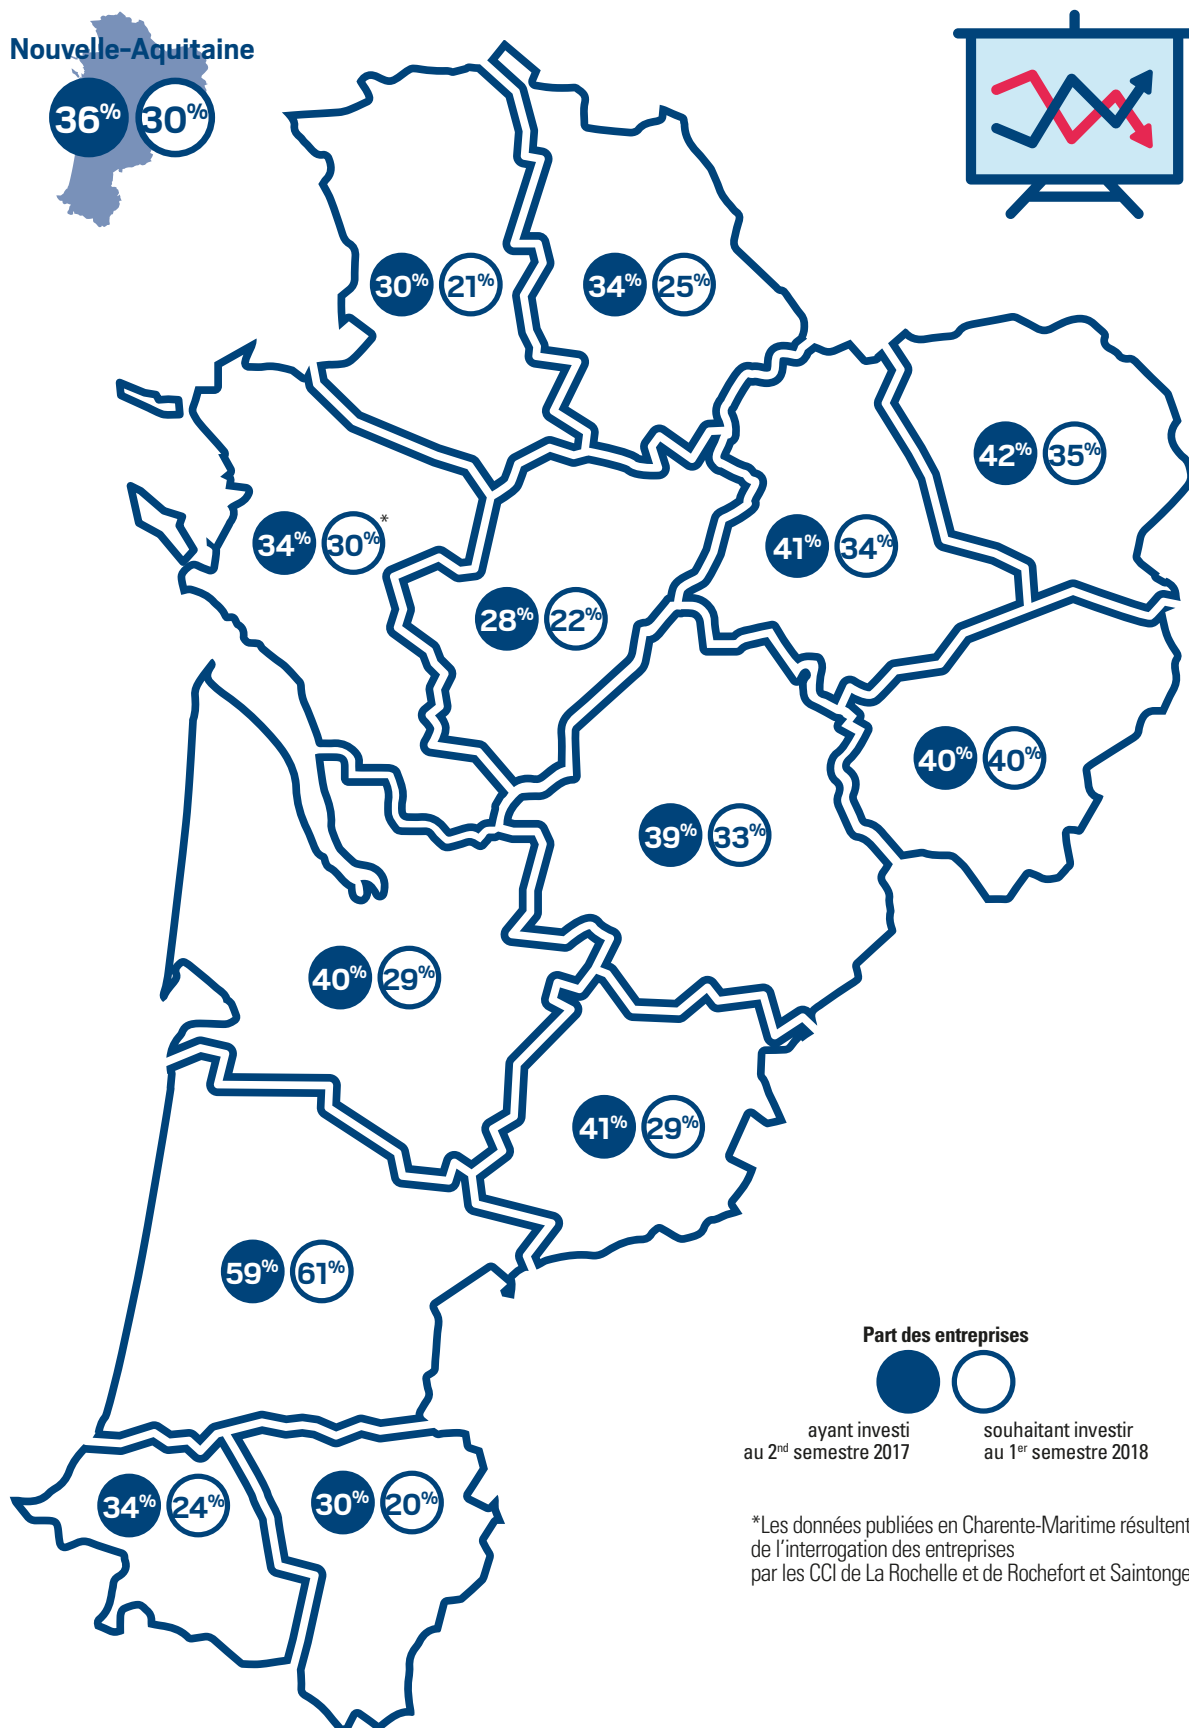 Nouvelle-Aquitaine
36% 30%
30% 21%
34% 25%
42% 35%
34% 30%*
41% 34%
28% 22%
40% 40%
39% 33%
40% 29%
41% 29%
59% 61%
Part des entreprises
ayant investi
au 2nd semestre 2017
souhaitant investir
au 1er semestre 2018
34% 24%
30% 20%
*Les données publiées en Charente-Maritime résultent
de l'interrogation des entreprises
par les CCI de La Rochelle et de Rochefort et Saintonge